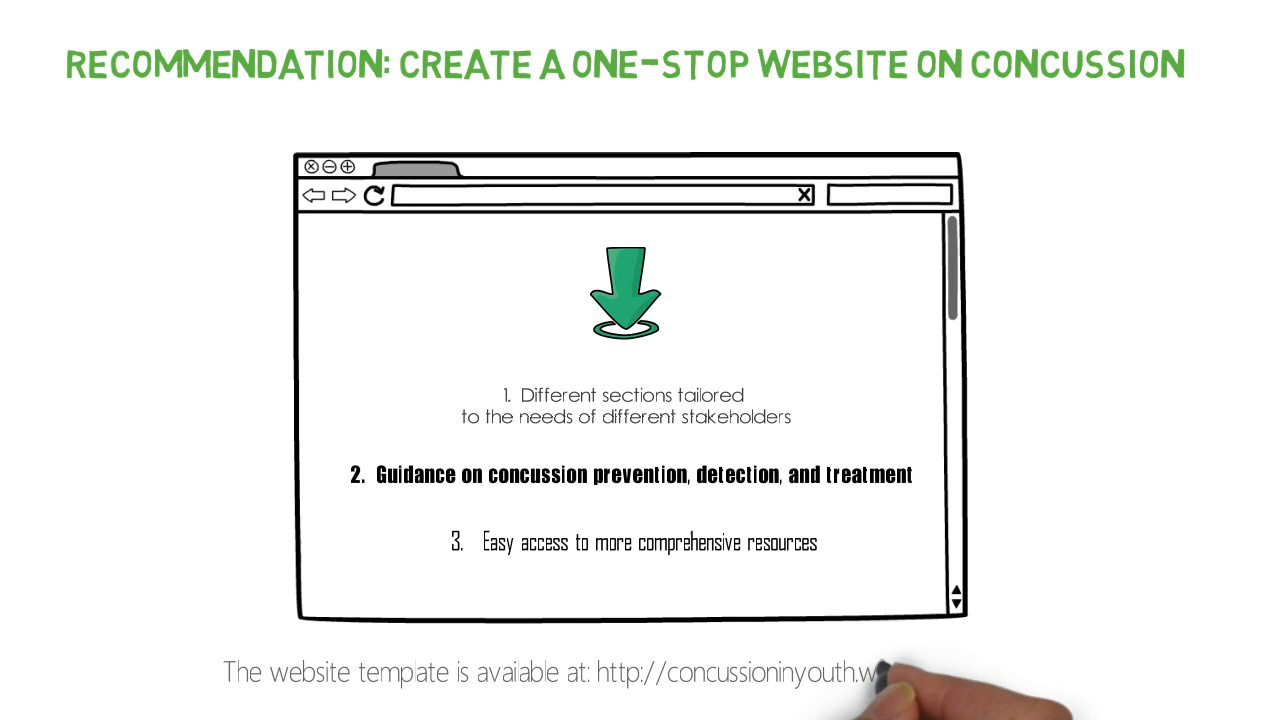 RECOMMENDATION: CREATE A ONE-STOP WEBSITE ON CONCUSSION
1. Different sections tailored
to the needs of different stakeholders
2. Guidance on concussion prevention, detection, and treatment
3. Easy access to more comprehensive resources
The website template is available at: http://concussioninyouth.w